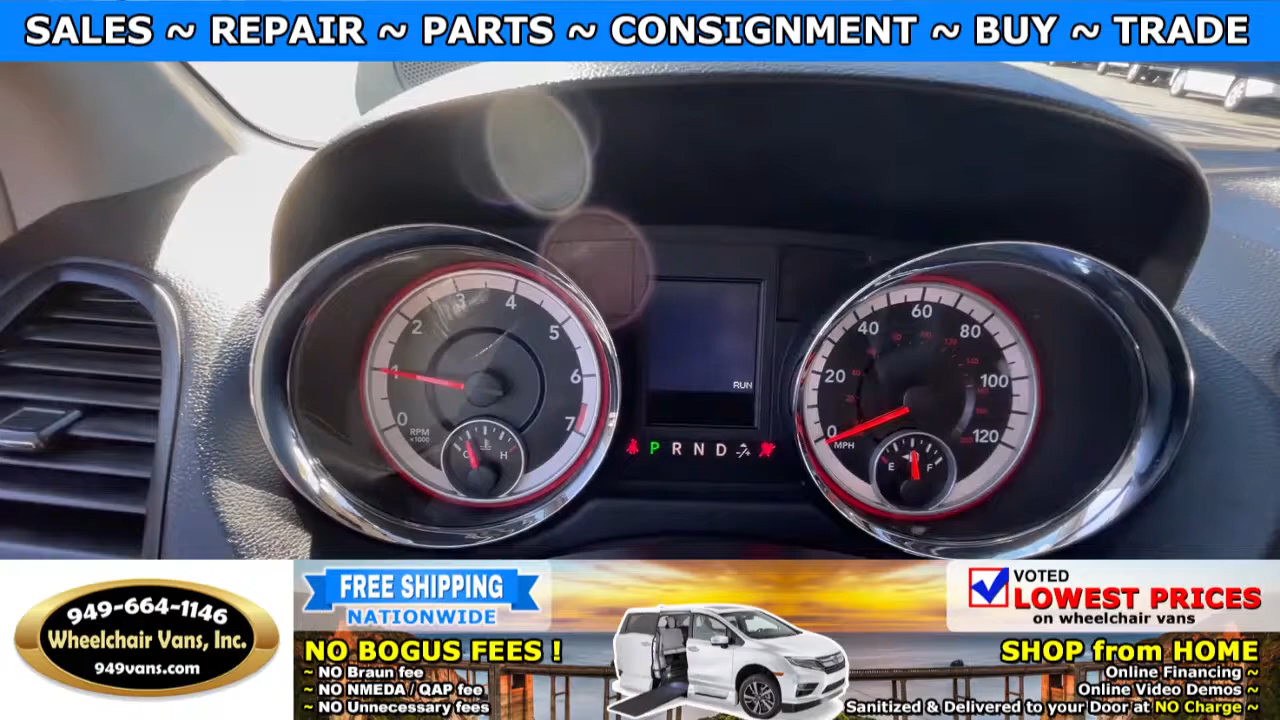 SALES ~ REPAIR ~ PARTS ~ CONSIGNMENT ~ BUY ~ TRADE
0 1 2 3 4 5 6 7
RPM
x1000
C H
RUN
P R N D
0 20 40 60 80 100 120
MPH
E F
949-664-1146
Wheelchair Vans, Inc.
949vans.com
FREE SHIPPING
NATIONWIDE
NO BOGUS FEES !
~ NO Braun fee
~ NO NMEDA / QAP fee
~ NO Unnecessary fees
VOTED
LOWEST PRICES
on wheelchair vans
SHOP from HOME
Online Financing ~
Online Video Demos ~
Sanitized & Delivered to your Door at NO Charge ~